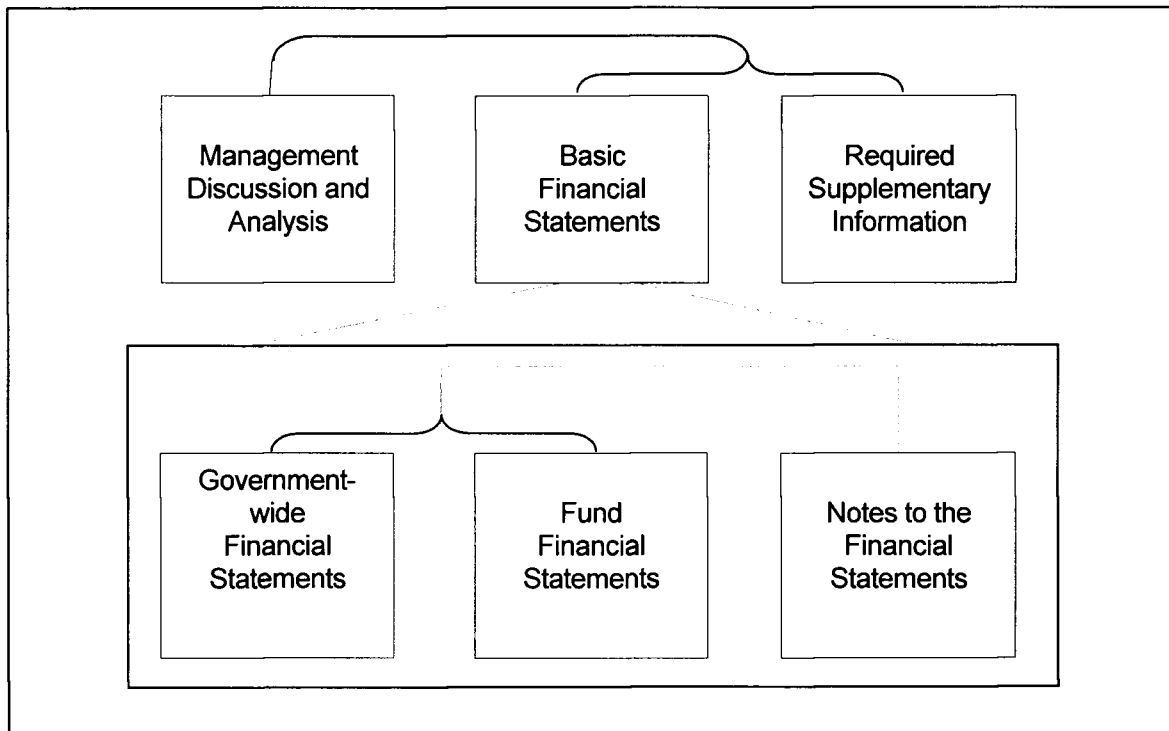 Management
Discussion and
Analysis
Basic
Financial
Statements
Required
Supplementary
Information
Government-
wide
Financial
Statements
Fund
Financial
Statements
Notes to the
Financial
Statements